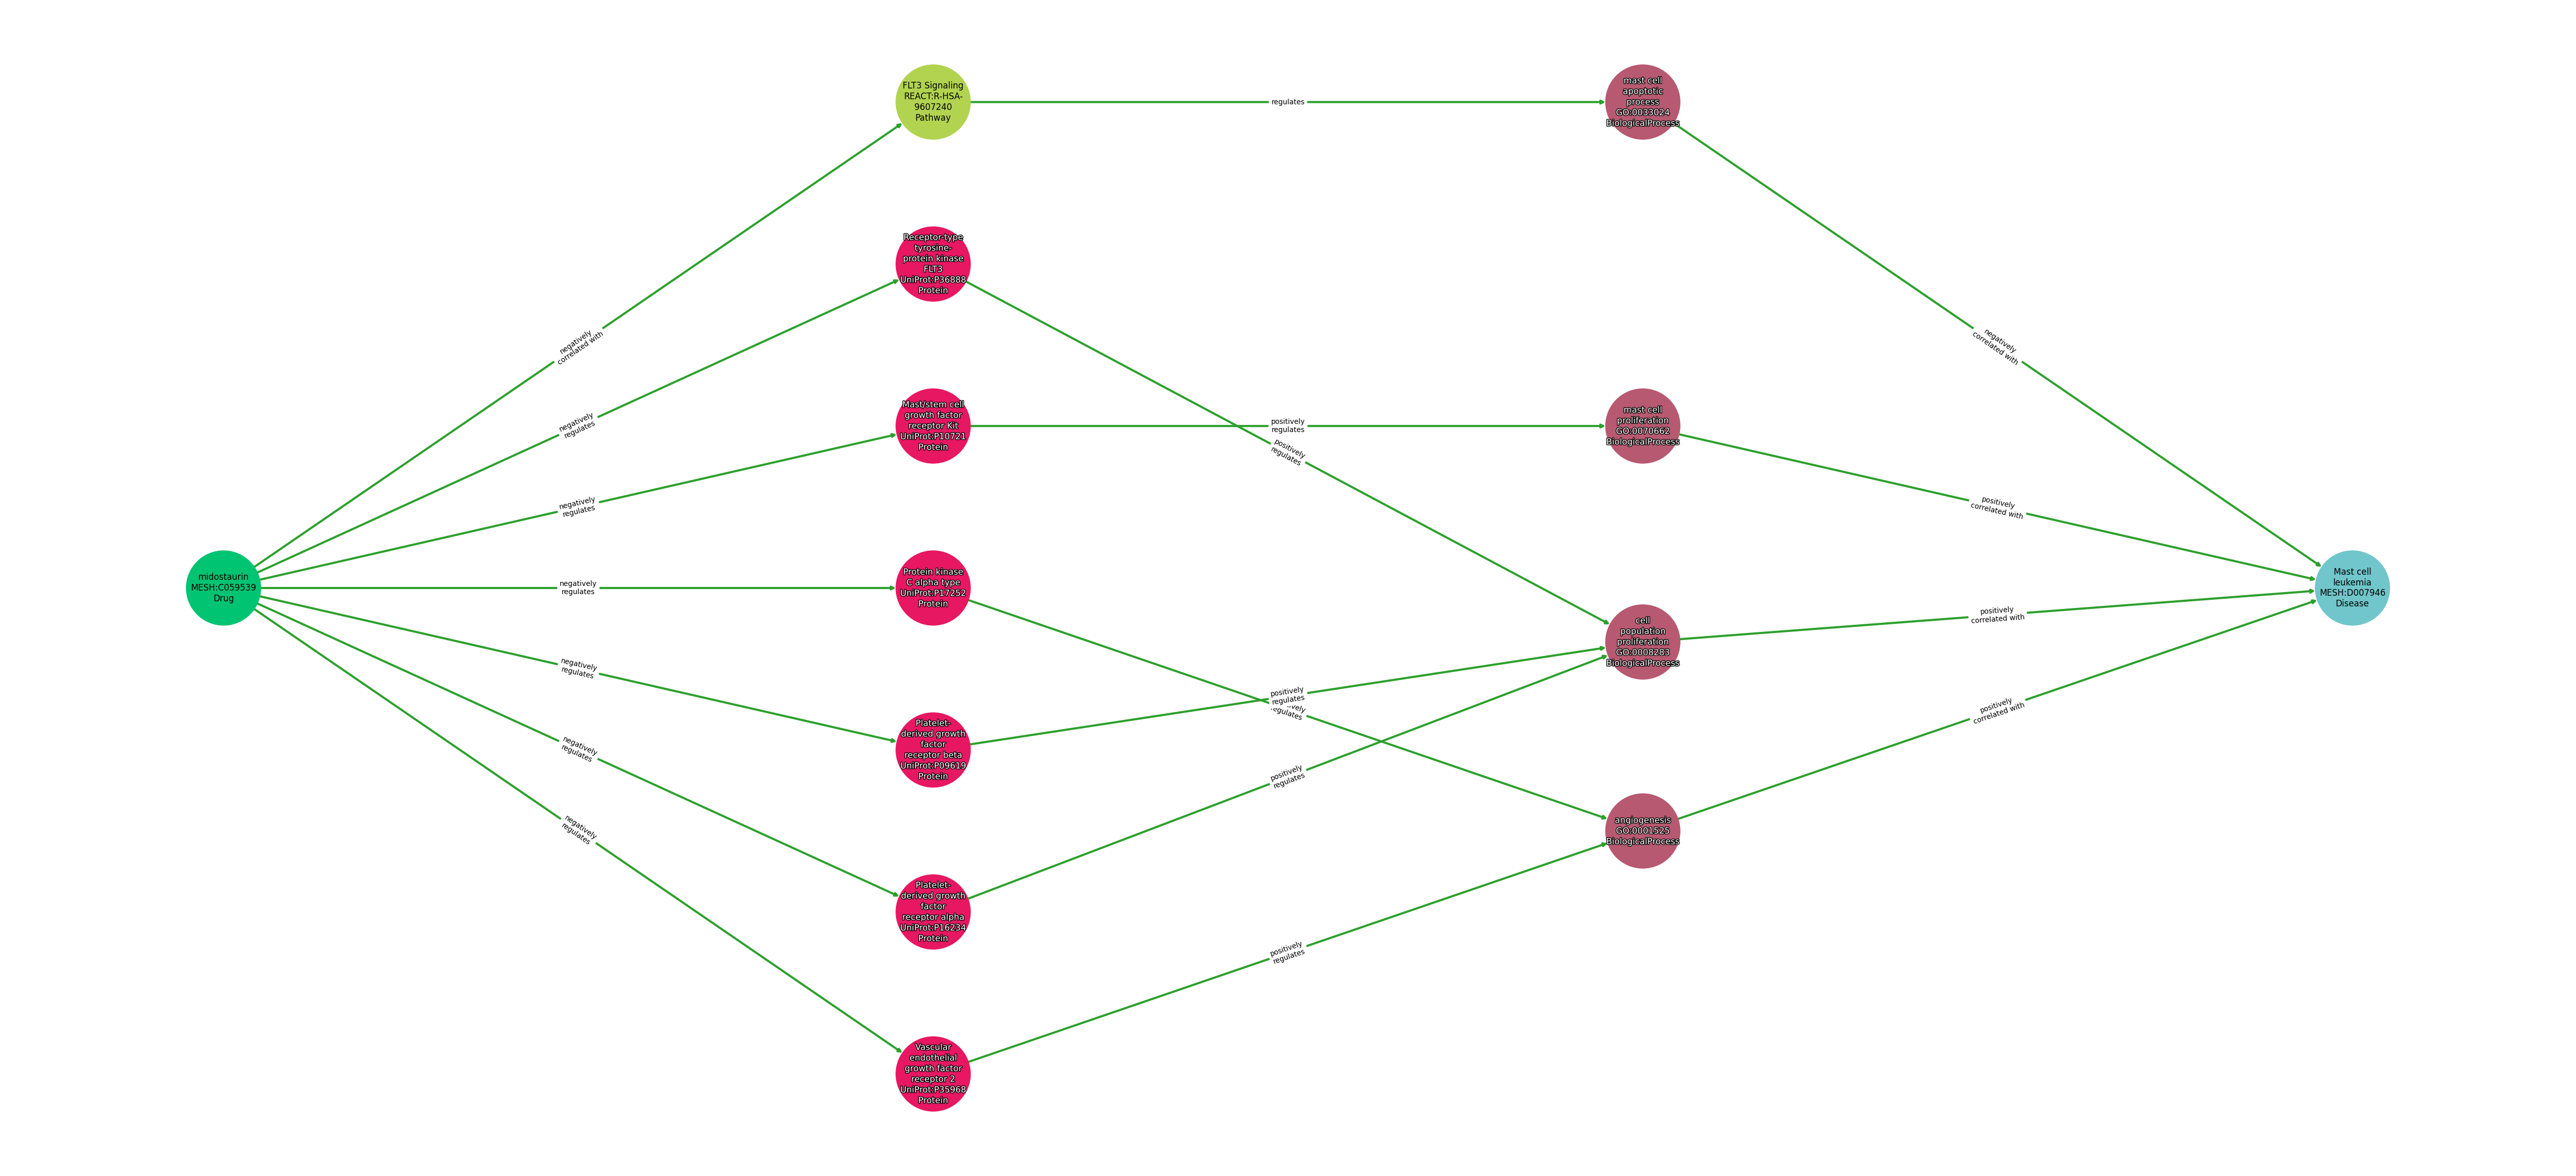 FLT3 Signaling
REACT:R-HSA-
9607240
Pathway
regulates
mast cell
apoptotic
process
GO:0033024
BiologicalProcess
Receptor-type
tyrosine-
protein kinase
FLT3
UniProt:P36888
Protein
negatively
correlated with
negatively
correlated with
Mast/stem cell
growth factor
receptor Kit
UniProt:P10721
Protein
negatively
regulates
positively
regulates
positively
regulates
mast cell
proliferation
GO:0070662
BiologicalProcess
negatively
regulates
positively
correlated with
midostaurin
MESH:C059539
Drug
negatively
regulates
Protein kinase
C alpha type
UniProt:P17252
Protein
Mast cell
leukemia
MESH:D007946
Disease
positively
correlated with
cell
population
proliferation
GO:0008283
BiologicalProcess
negatively
regulates
positively
regulates
regulates
positively
correlated with
Platelet-
derived growth
factor
receptor beta
UniProt:P09619
Protein
negatively
regulates
positively
regulates
negatively
regulates
angiogenesis
GO:0001525
BiologicalProcess
Platelet-
derived growth
factor
receptor alpha
UniProt:P16234
Protein
positively
regulates
Vascular
endothelial
growth factor
receptor 2
UniProt:P35968
Protein